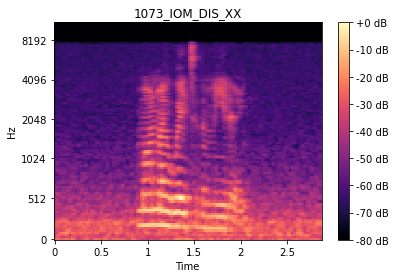 1073_IOM_DIS_XX
Hz
8192
4096
2048
1024
512
0
0
0.5
1
1.5
2
2.5
Time
+0 dB
-10 dB
-20 dB
-30 dB
-40 dB
-50 dB
-60 dB
-70 dB
-80 dB